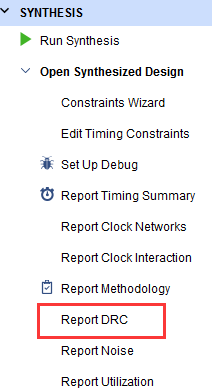 SYNTHESIS
Run Synthesis
Open Synthesized Design
Constraints Wizard
Edit Timing Constraints
Set Up Debug
Report Timing Summary
Report Clock Networks
Report Clock Interaction
Report Methodology
Report DRC
Report Noise
Report Utilization